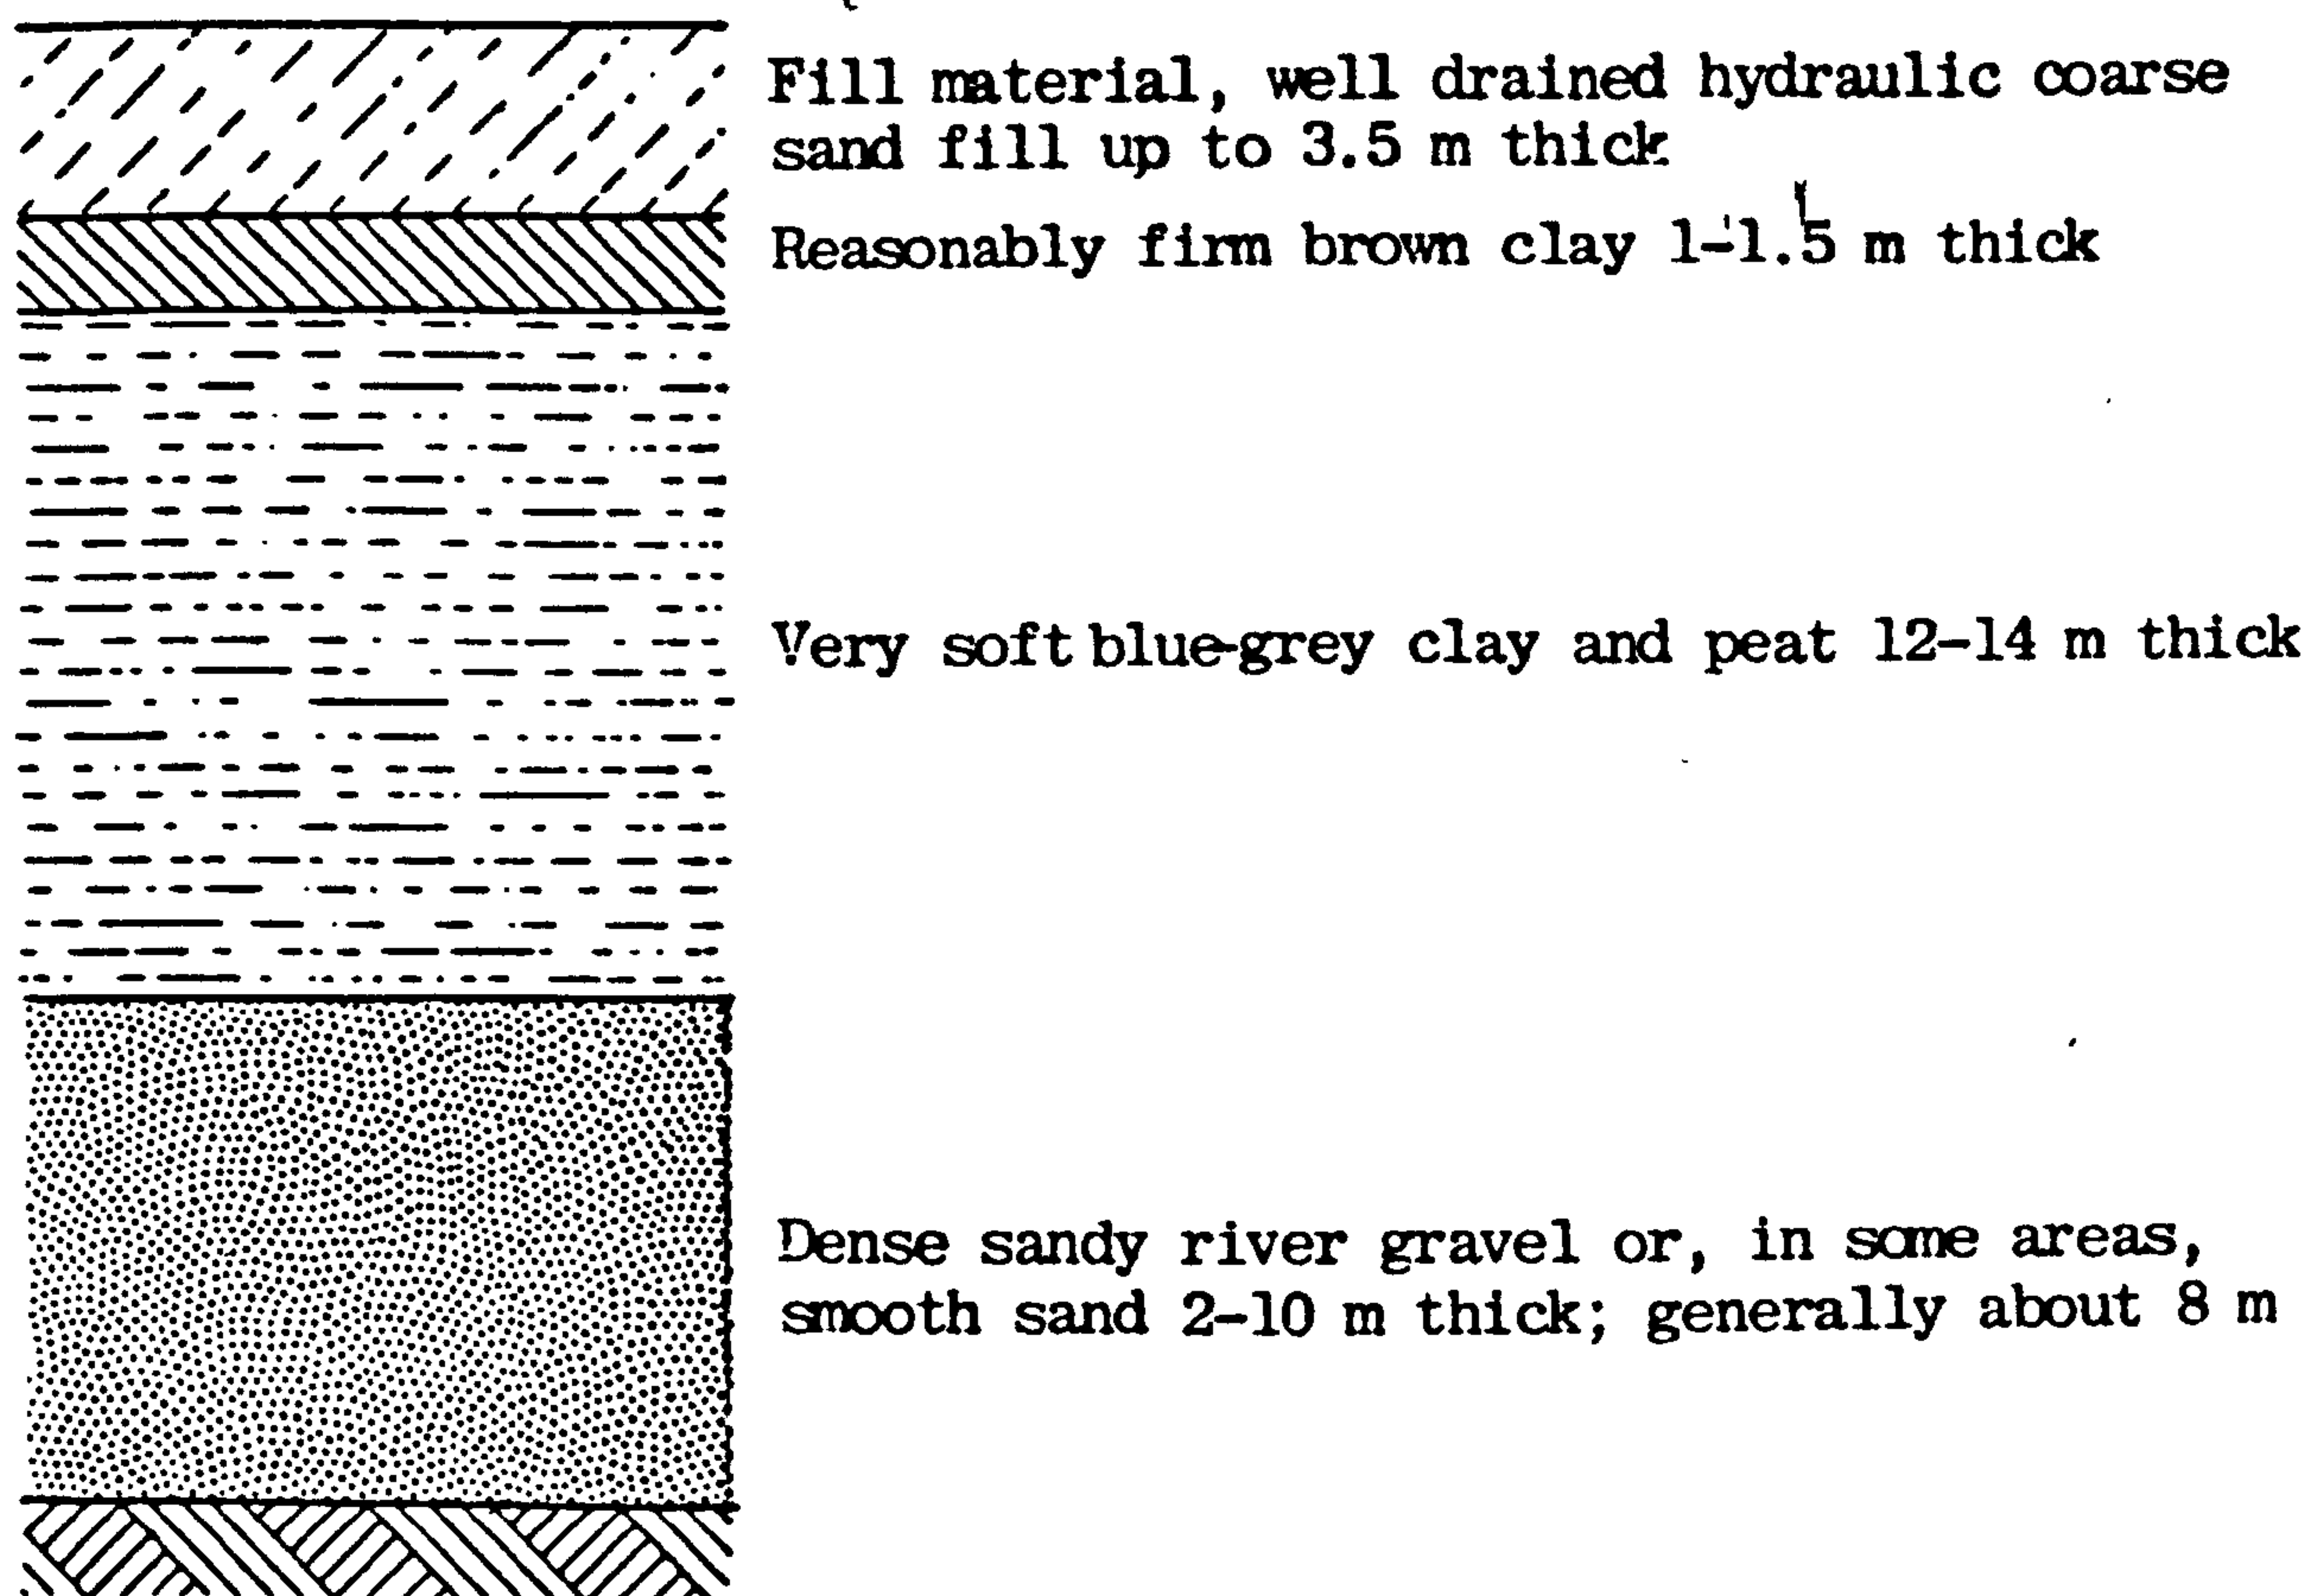 Fill material, well drained hydraulic coarse
sand fill up to 3.5 m thick
Reasonably firm brown clay 1-1.5 m thick
Very soft blue-grey clay and peat 12-14 m thick
Dense sandy river gravel or, in some areas,
smooth sand 2-10 m thick; generally about 8 m